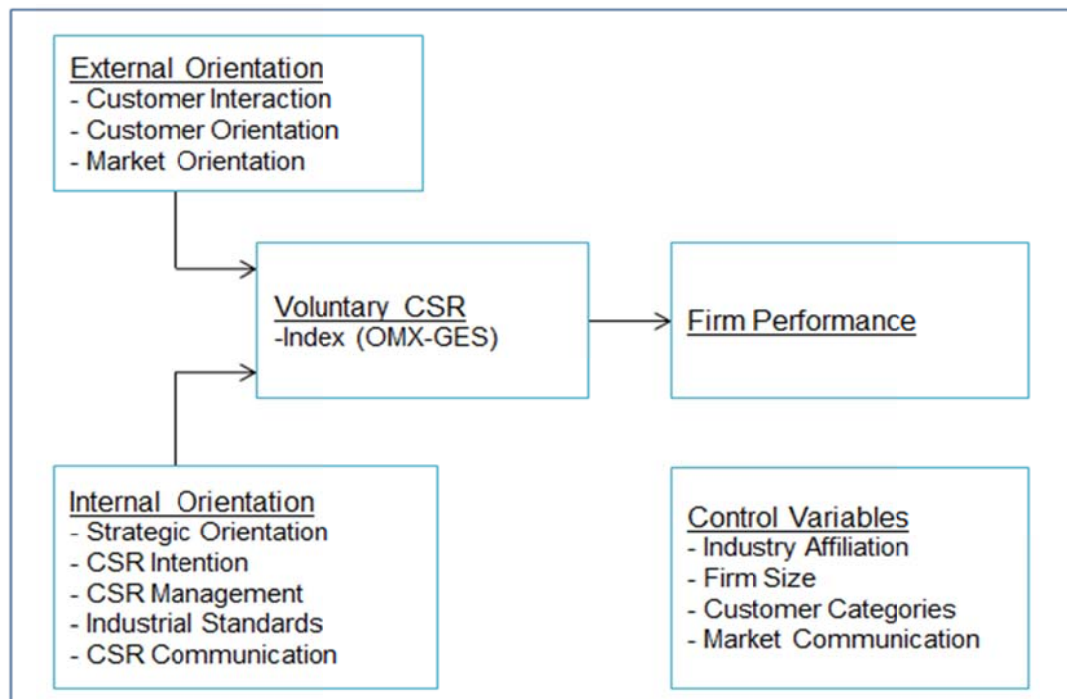 External Orientation
- Customer Interaction
- Customer Orientation
- Market Orientation
Voluntary CSR
-Index (OMX-GES)
Firm Performance
Internal Orientation
- Strategic Orientation
- CSR Intention
- CSR Management
- Industrial Standards
- CSR Communication
Control Variables
- Industry Affiliation
- Firm Size
- Customer Categories
- Market Communication